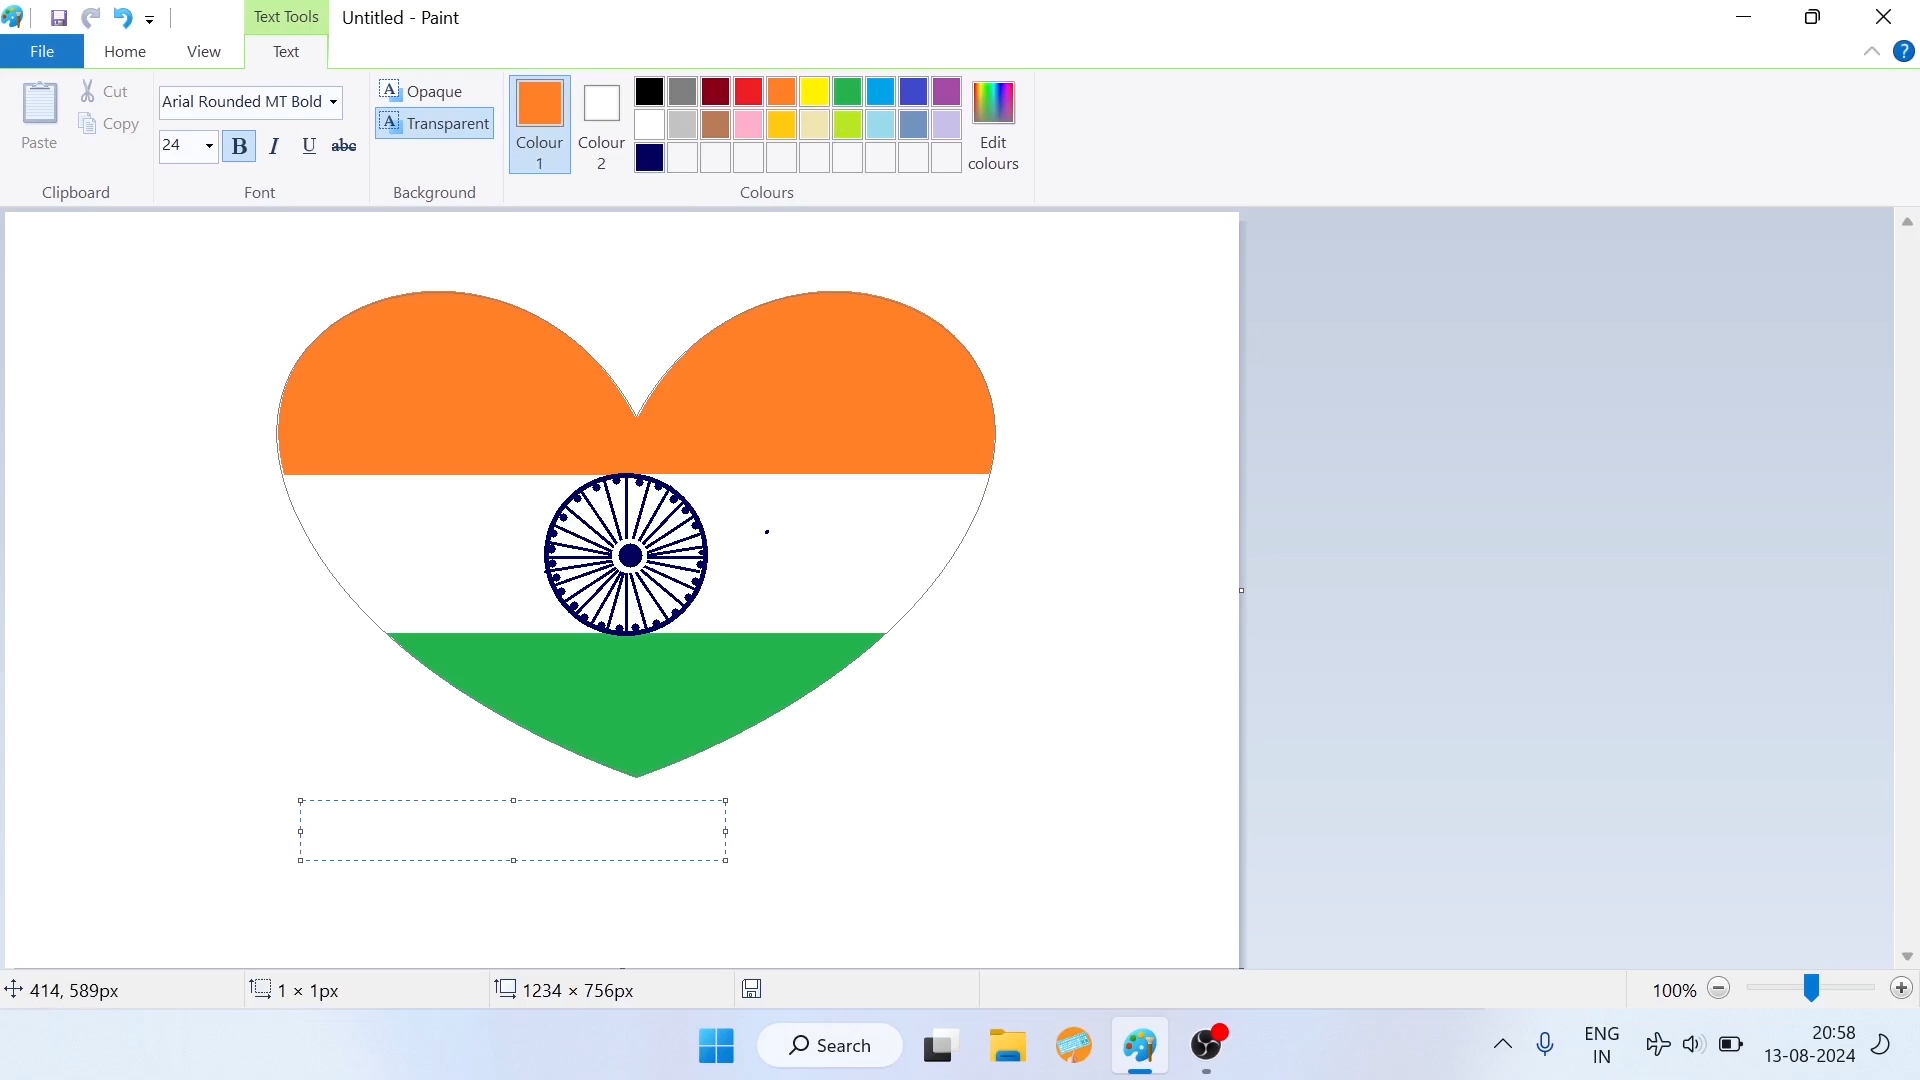 Text Tools
Untitled - Paint
File
Home
View
Text
Paste
Cut
Copy
Clipboard
Arial Rounded MT Bold
24
B
I
U
abc
Font
A Opaque
A Transparent
Background
Colour 1
Colour 2
Colours
Edit colours
?
414, 589px
1 × 1px
1234 × 756px
100%
Search
ENG
IN
20:58
13-08-2024